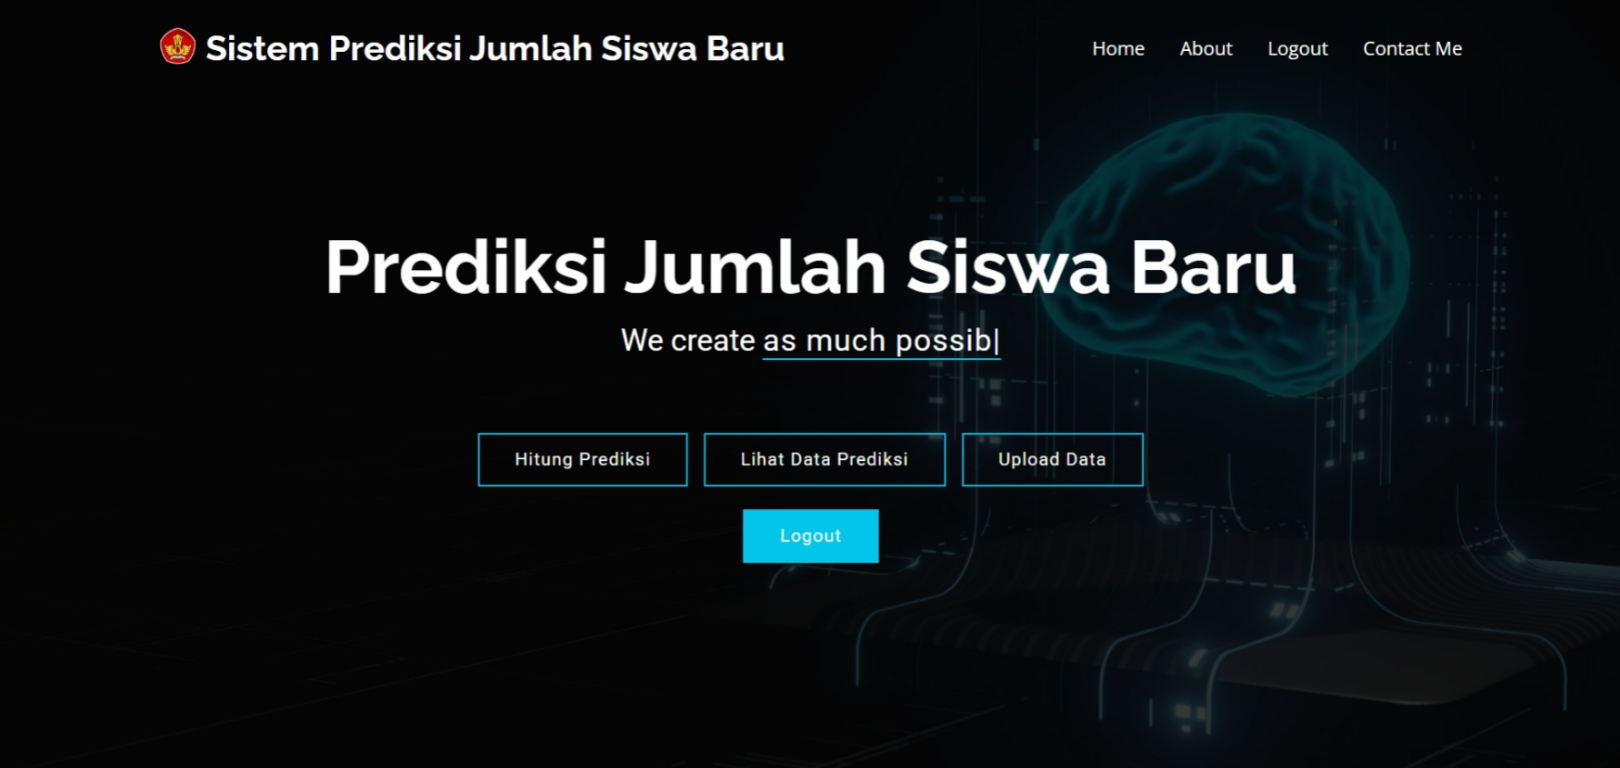 Sistem Prediksi Jumlah Siswa Baru
Home About Logout Contact Me
Prediksi Jumlah Siswa Baru
We create as much possib|
Hitung Prediksi Lihat Data Prediksi Upload Data
Logout